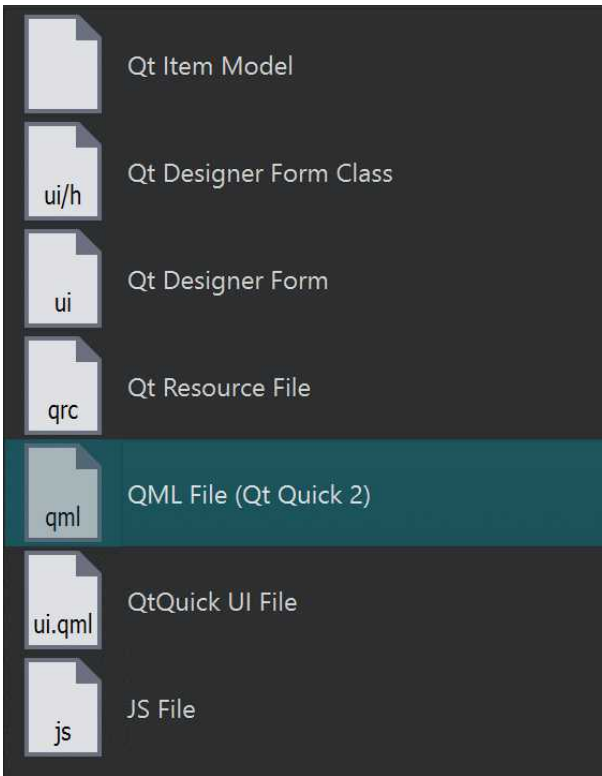 Qt Item Model
ui/h
Qt Designer Form Class
ui
Qt Designer Form
qrc
Qt Resource File
qml
QML File (Qt Quick 2)
ui.qml
QtQuick UI File
js
JS File